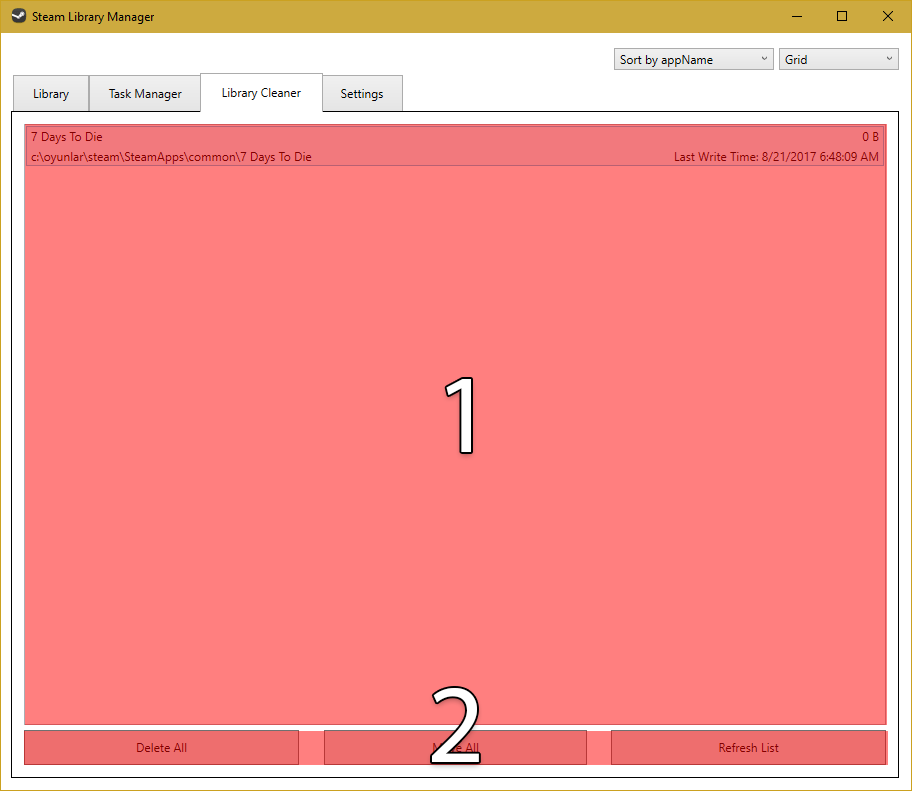 Steam Library Manager
Sort by appName Grid
Library Task Manager Library Cleaner Settings
7 Days To Die 0 B
c:\oyunlar\steam\SteamApps\common\7 Days To Die Last Write Time: 8/21/2017 6:48:09 AM
1
2
Delete All All Refresh List